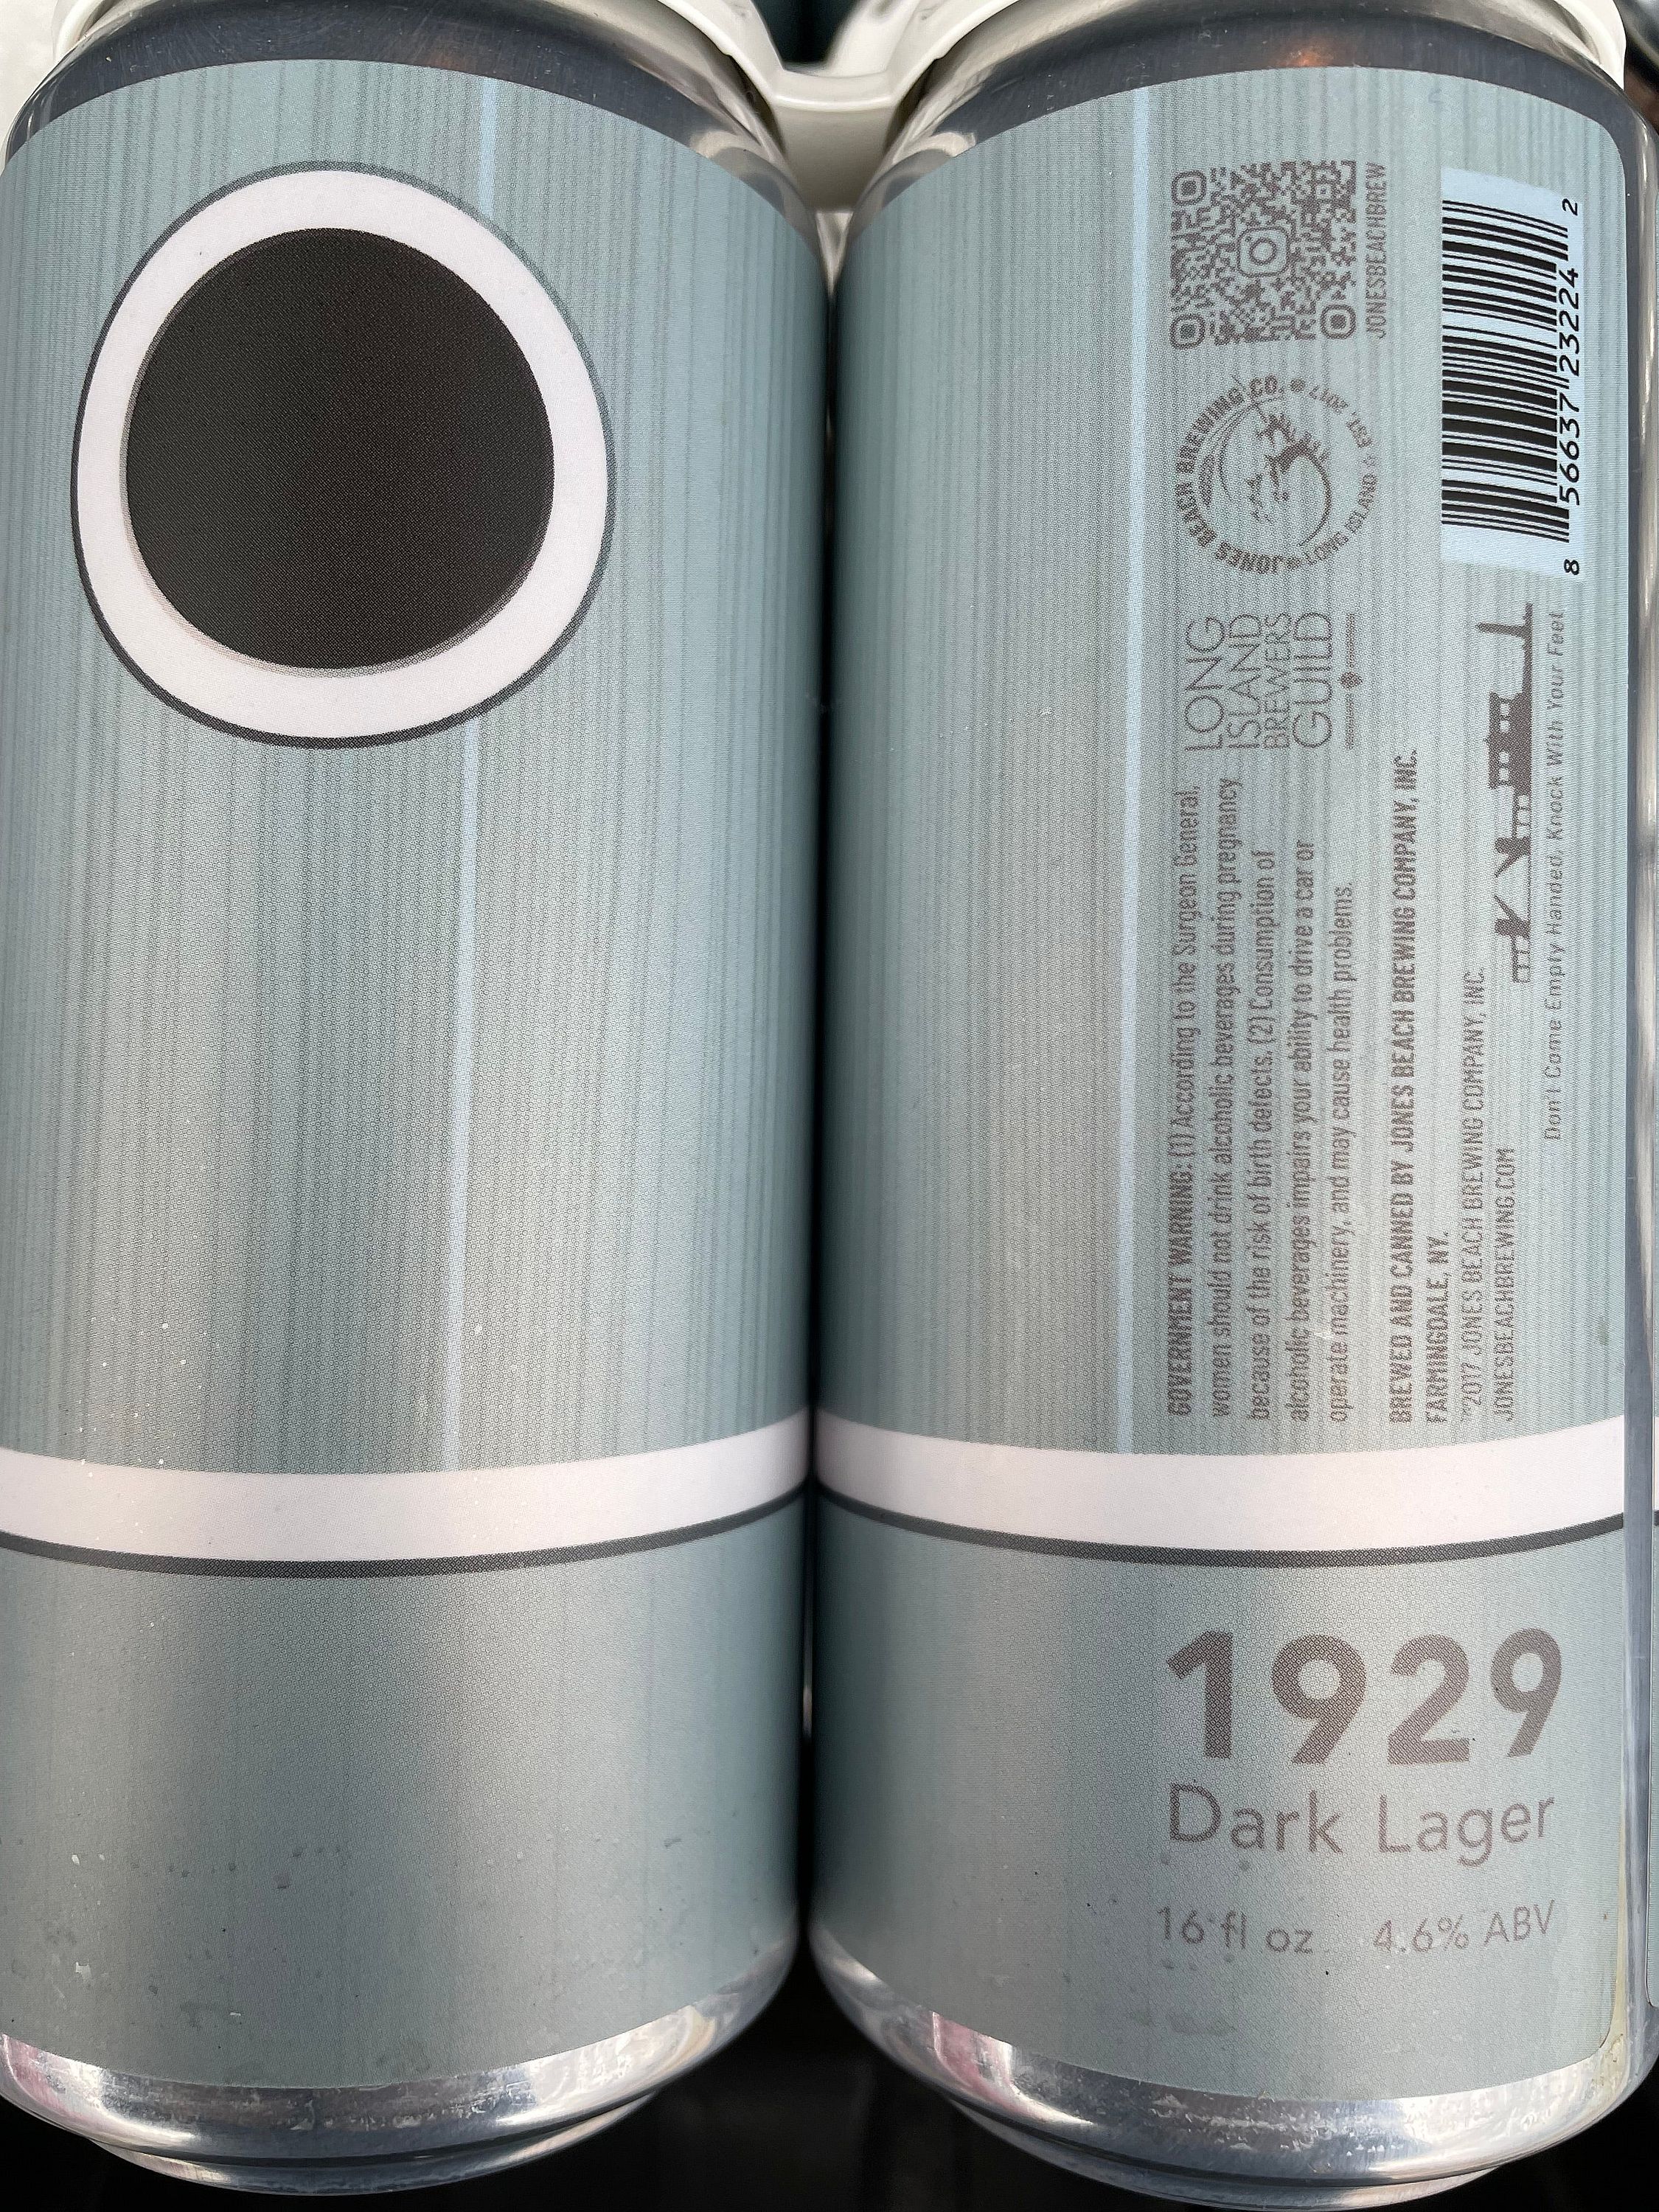 JONESBEACHBREW
JONES BEACH BREWING CO.
LONG ISLAND ☆ EST. 2017
LONG
ISLAND
BREWERS
GUILD
GOVERNMENT WARNING: (1) According to the Surgeon General,
women should not drink alcoholic beverages during pregnancy
because of the risk of birth defects. (2) Consumption of
alcoholic beverages impairs your ability to drive a car or
operate machinery, and may cause health problems.
BREWED AND CANNED BY JONES BEACH BREWING COMPANY, INC.
FARMINGDALE, NY.
™2017 JONES BEACH BREWING COMPANY, INC.
JONESBEACHBREWING.COM
Don't Come Empty Handed, Knock With Your Feet
8 56637 23224 2
1929
Dark Lager
16 fl oz 4.6% ABV